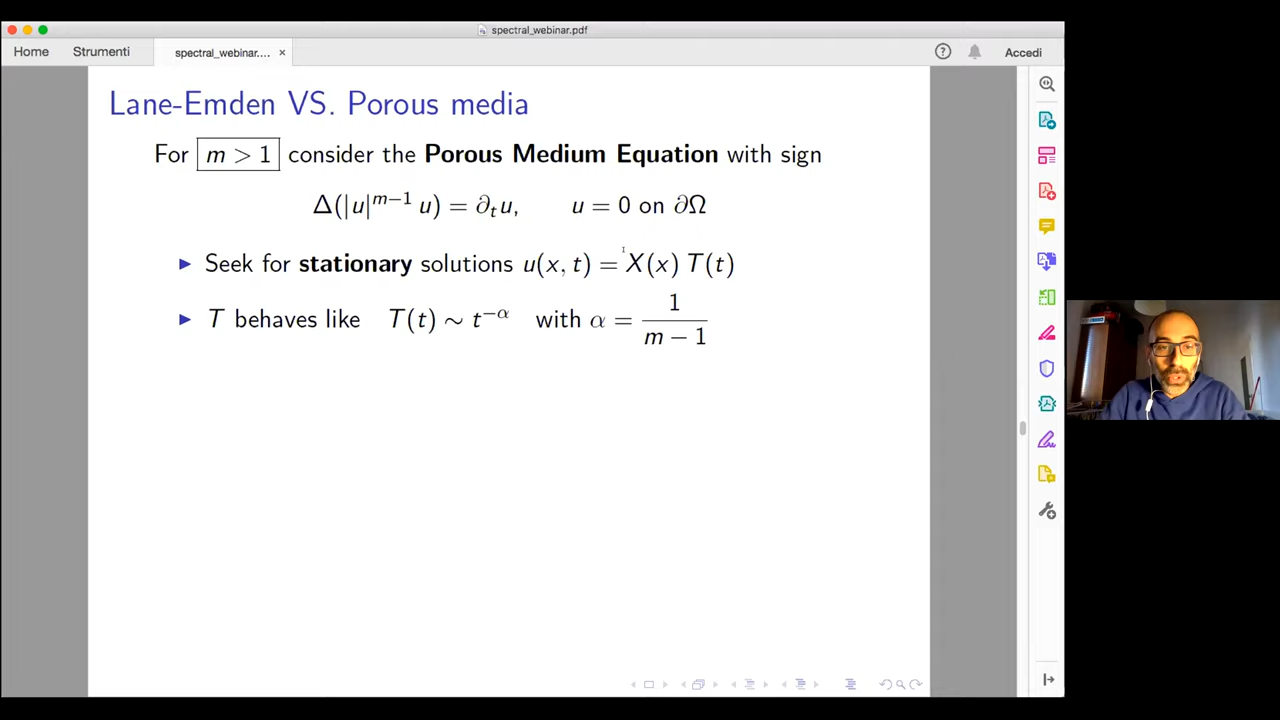 spectral_webinar.pdf
Home
Strumenti
spectral_webinar....
×
?
Accedi
Lane-Emden VS. Porous media
For m > 1 consider the Porous Medium Equation with sign
Δ(|u|^{m−1} u) = ∂_t u, u = 0 on ∂Ω
▶ Seek for stationary solutions u(x, t) = X(x) T(t)
▶ T behaves like T(t) ∼ t^{−α} with α = \frac{1}{m − 1}